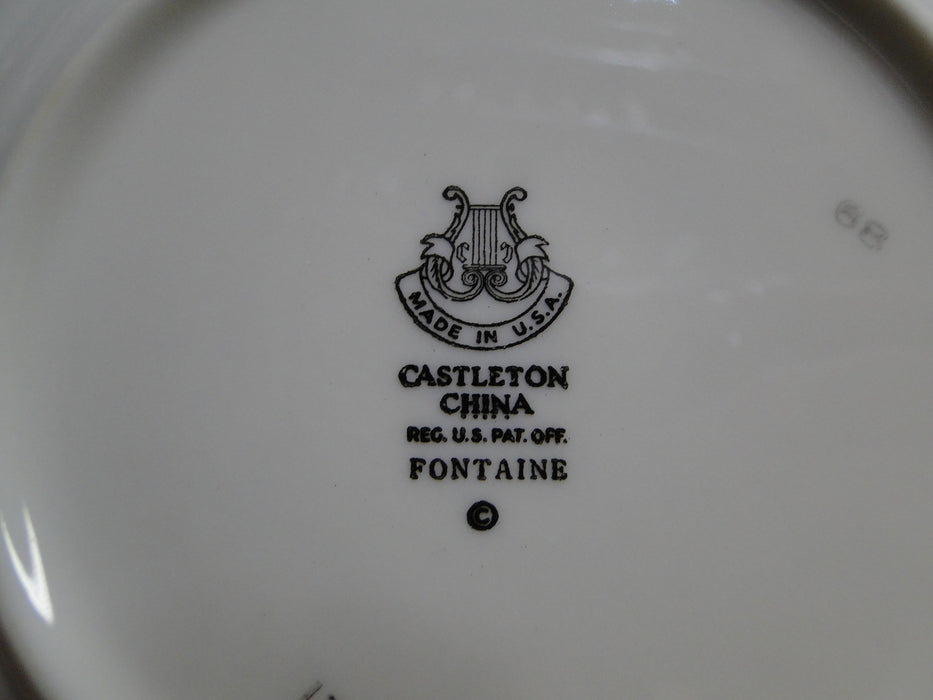 MADE IN U.S.A.
CASTLETON
CHINA
REG. U.S. PAT. OFF.
FONTAINE
©